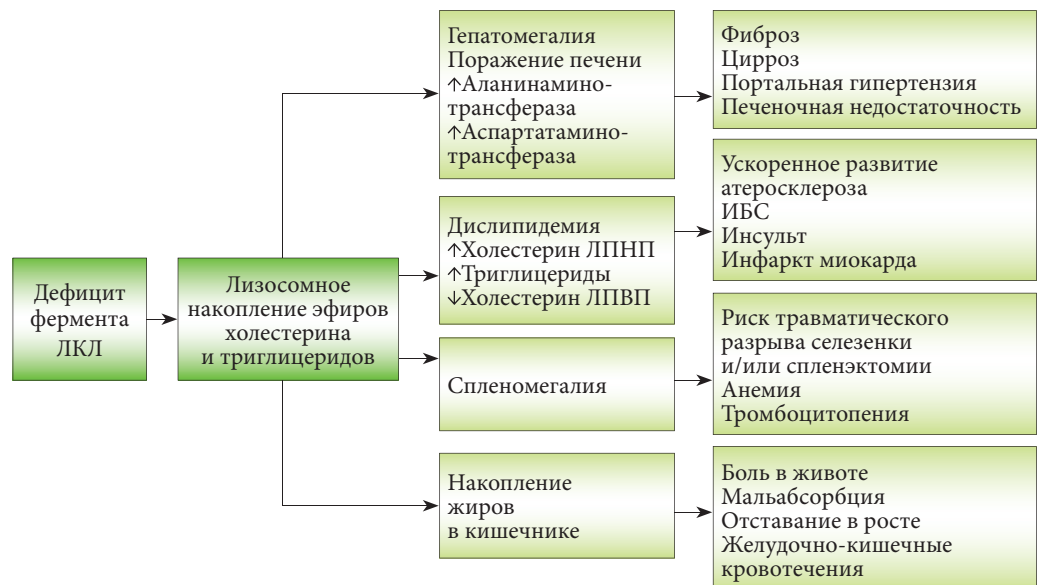 Дефицит
фермента
ЛКЛ
Лизосомное
накопление эфиров
холестерина
и триглицеридов
Гепатомегалия
Поражение печени
↑Аланинамино-
трансфераза
↑Аспартатамино-
трансфераза
Фиброз
Цирроз
Портальная гипертензия
Печеночная недостаточность
Дислипидемия
↑Холестерин ЛПНП
↑Триглицериды
↓Холестерин ЛПВП
Ускоренное развитие
атеросклероза
ИБС
Инсульт
Инфаркт миокарда
Спленомегалия
Риск травматического
разрыва селезенки
и/или спленэктомии
Анемия
Тромбоцитопения
Накопление
жиров
в кишечнике
Боль в животе
Мальабсорбция
Отставание в росте
Желудочно-кишечные
кровотечения